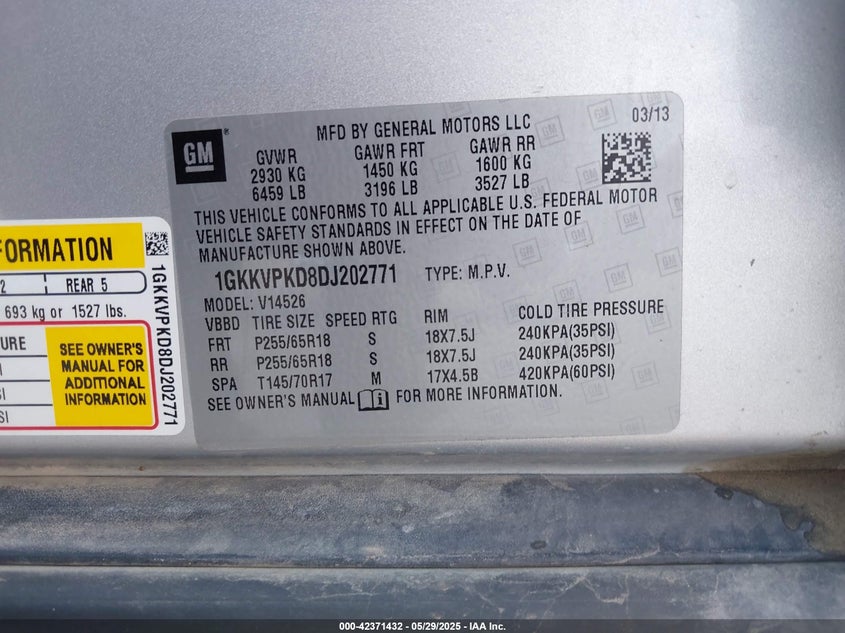 MFD BY GENERAL MOTORS LLC
03/13
GM
GVWR GAWR FRT GAWR RR
2930 KG 1450 KG 1600 KG
6459 LB 3196 LB 3527 LB
THIS VEHICLE CONFORMS TO ALL APPLICABLE U.S. FEDERAL MOTOR
VEHICLE SAFETY STANDARDS IN EFFECT ON THE DATE OF
MANUFACTURE SHOWN ABOVE.
1GKKVPKD8DJ202771 TYPE: M.P.V.
MODEL: V14526
VBBD TIRE SIZE SPEED RTG RIM COLD TIRE PRESSURE
FRT P255/65R18 S 18X7.5J 240KPA(35PSI)
RR P255/65R18 S 18X7.5J 240KPA(35PSI)
SPA T145/70R17 M 17X4.5B 420KPA(60PSI)
SEE OWNER'S MANUAL FOR MORE INFORMATION.
FORMATION
2 REAR 5
693 kg or 1527 lbs.
SEE OWNER'S
MANUAL FOR
ADDITIONAL
INFORMATION
1GKKVPKD8DJ202771
000-42371432 - 05/29/2025 - IAA Inc.